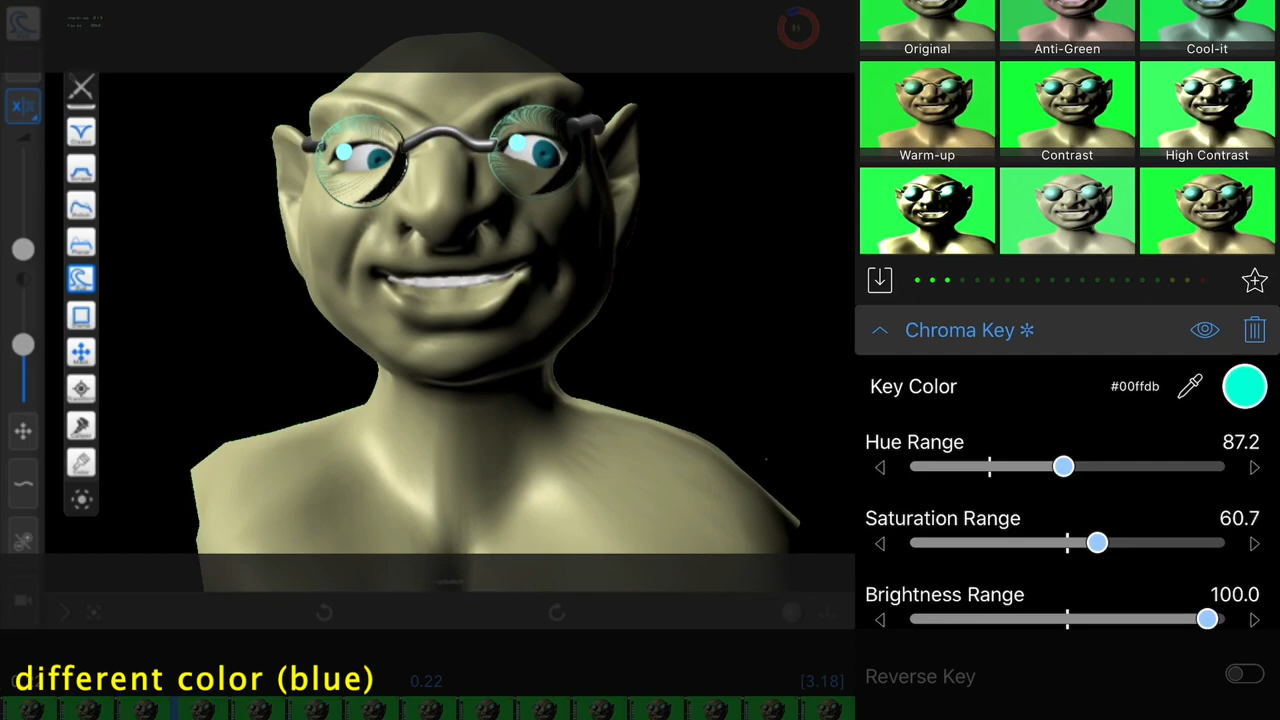 Original Anti-Green Cool-it
Warm-up Contrast High Contrast
Chroma Key
Key Color #00ffdb
Hue Range 87.2
Saturation Range 60.7
Brightness Range 100.0
Reverse Key
different color (blue)
0.22 [3.18]